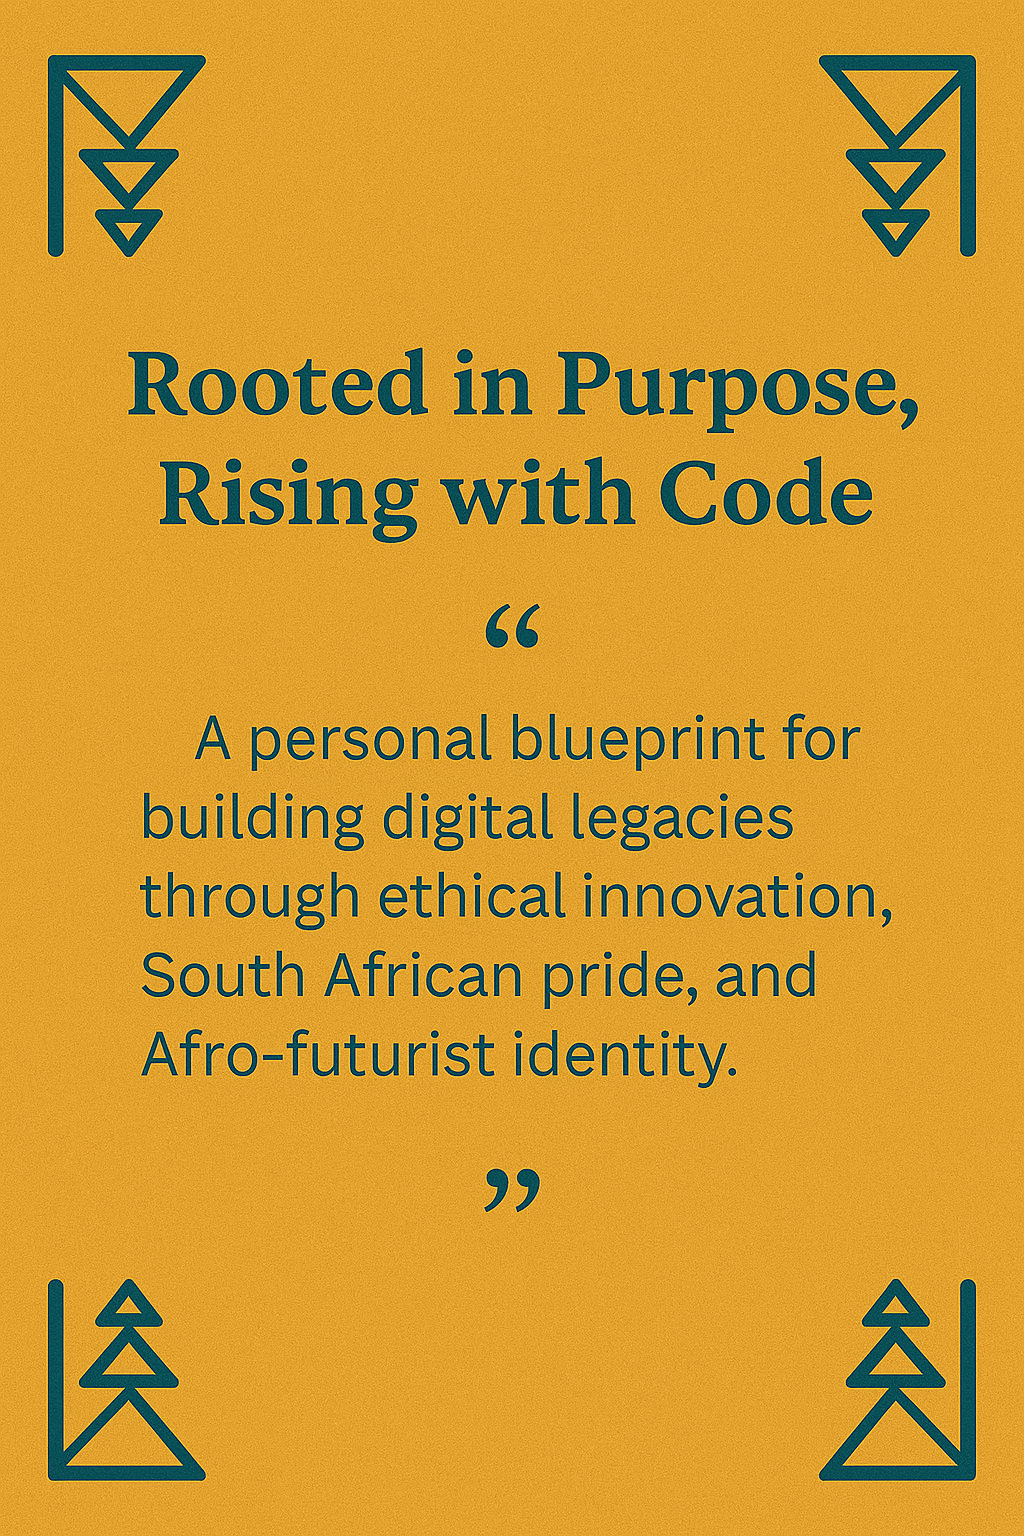 Rooted in Purpose,
Rising with Code
“
A personal blueprint for
building digital legacies
through ethical innovation,
South African pride, and
Afro-futurist identity.
”